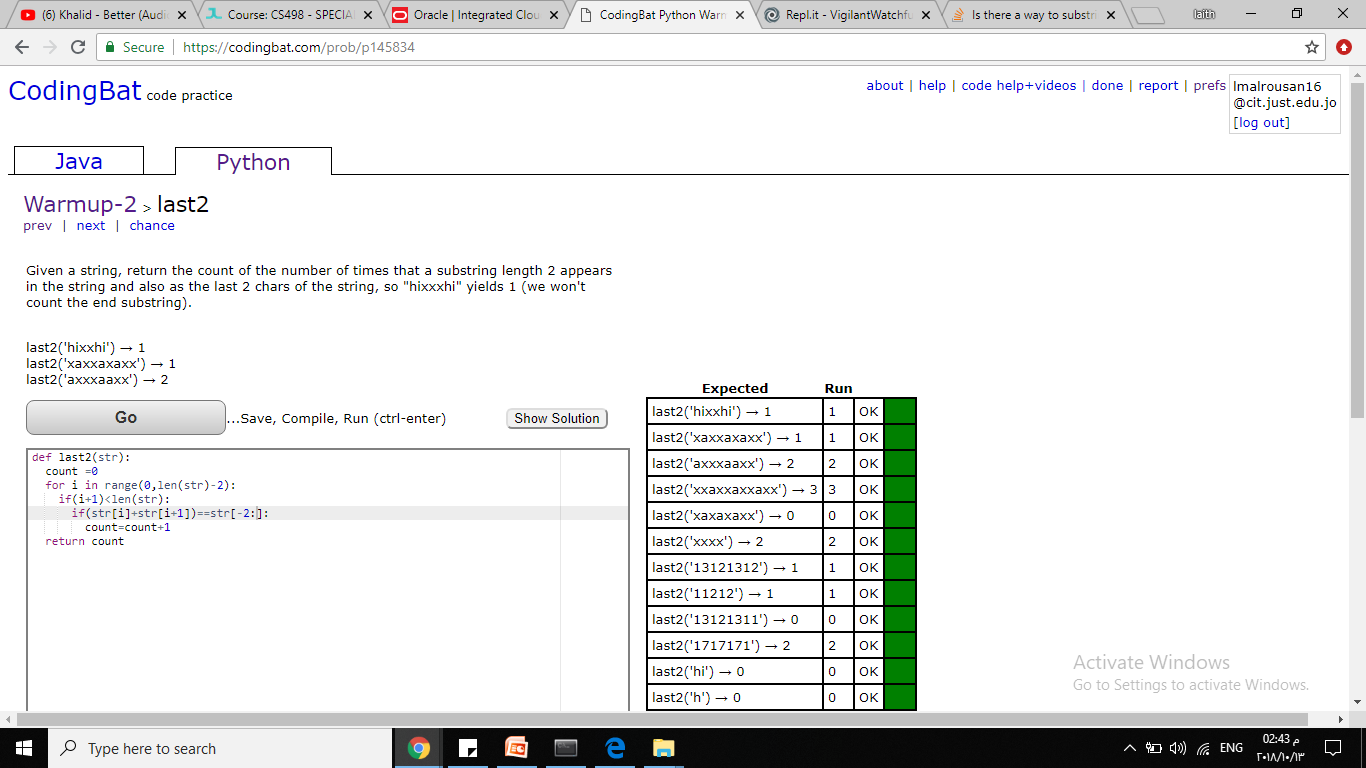 (6) Khalid - Better (Audi
Course: CS498 - SPECIA
Oracle | Integrated Clou
CodingBat Python Warn
Repl.it - VigilantWatchfu
Is there a way to substr
laith
Secure
https://codingbat.com/prob/p145834
CodingBat code practice
about | help | code help+videos | done | report | prefs
lmalrousan16
@cit.just.edu.jo
[log out]
Java
Python
Warmup-2 > last2
prev | next | chance
Given a string, return the count of the number of times that a substring length 2 appears
in the string and also as the last 2 chars of the string, so "hixxxhi" yields 1 (we won't
count the end substring).
last2('hixxhi') → 1
last2('xaxxaxaxx') → 1
last2('axxxaaxx') → 2
Go
...Save, Compile, Run (ctrl-enter)
Show Solution
def last2(str):
count =0
for i in range(0,len(str)-2):
if(i+1)<len(str):
if(str[i]+str[i+1])==str[-2:]:
count=count+1
return count
Expected Run
last2('hixxhi') → 1 1 OK
last2('xaxxaxaxx') → 1 1 OK
last2('axxxaaxx') → 2 2 OK
last2('xxaxxaxxaxx') → 3 3 OK
last2('xaxaxaxx') → 0 0 OK
last2('xxxx') → 2 2 OK
last2('13121312') → 1 1 OK
last2('11212') → 1 1 OK
last2('13121311') → 0 0 OK
last2('1717171') → 2 2 OK
last2('hi') → 0 0 OK
last2('h') → 0 0 OK
Activate Windows
Go to Settings to activate Windows.
Type here to search
ENG
02:43 م
٢٠١٨/١٠/١٣